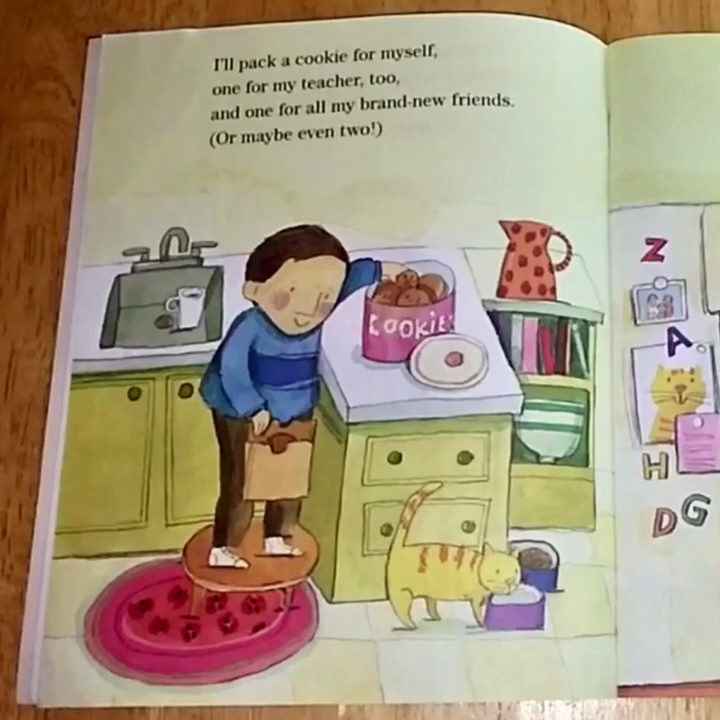 I'll pack a cookie for myself,
one for my teacher, too,
and one for all my brand-new friends.
(Or maybe even two!)
COOKIES
Z
A
H
D G